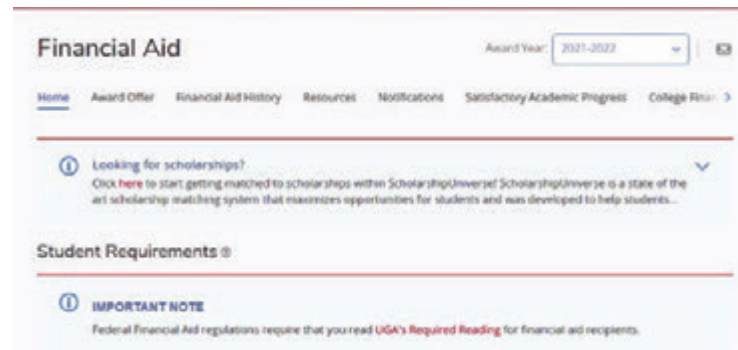 Financial Aid
Award Year: 2021-2022
Home Award Offer Financial Aid History Resources Notifications Satisfactory Academic Progress College Finan
Looking for scholarships?
Click here to start getting matched to scholarships within ScholarshipUniverse! ScholarshipUniverse is a state of the
art scholarship matching system that maximizes opportunities for students and was developed to help students...
Student Requirements
IMPORTANT NOTE
Federal Financial Aid regulations require that you read UGA's Required Reading for financial aid recipients.